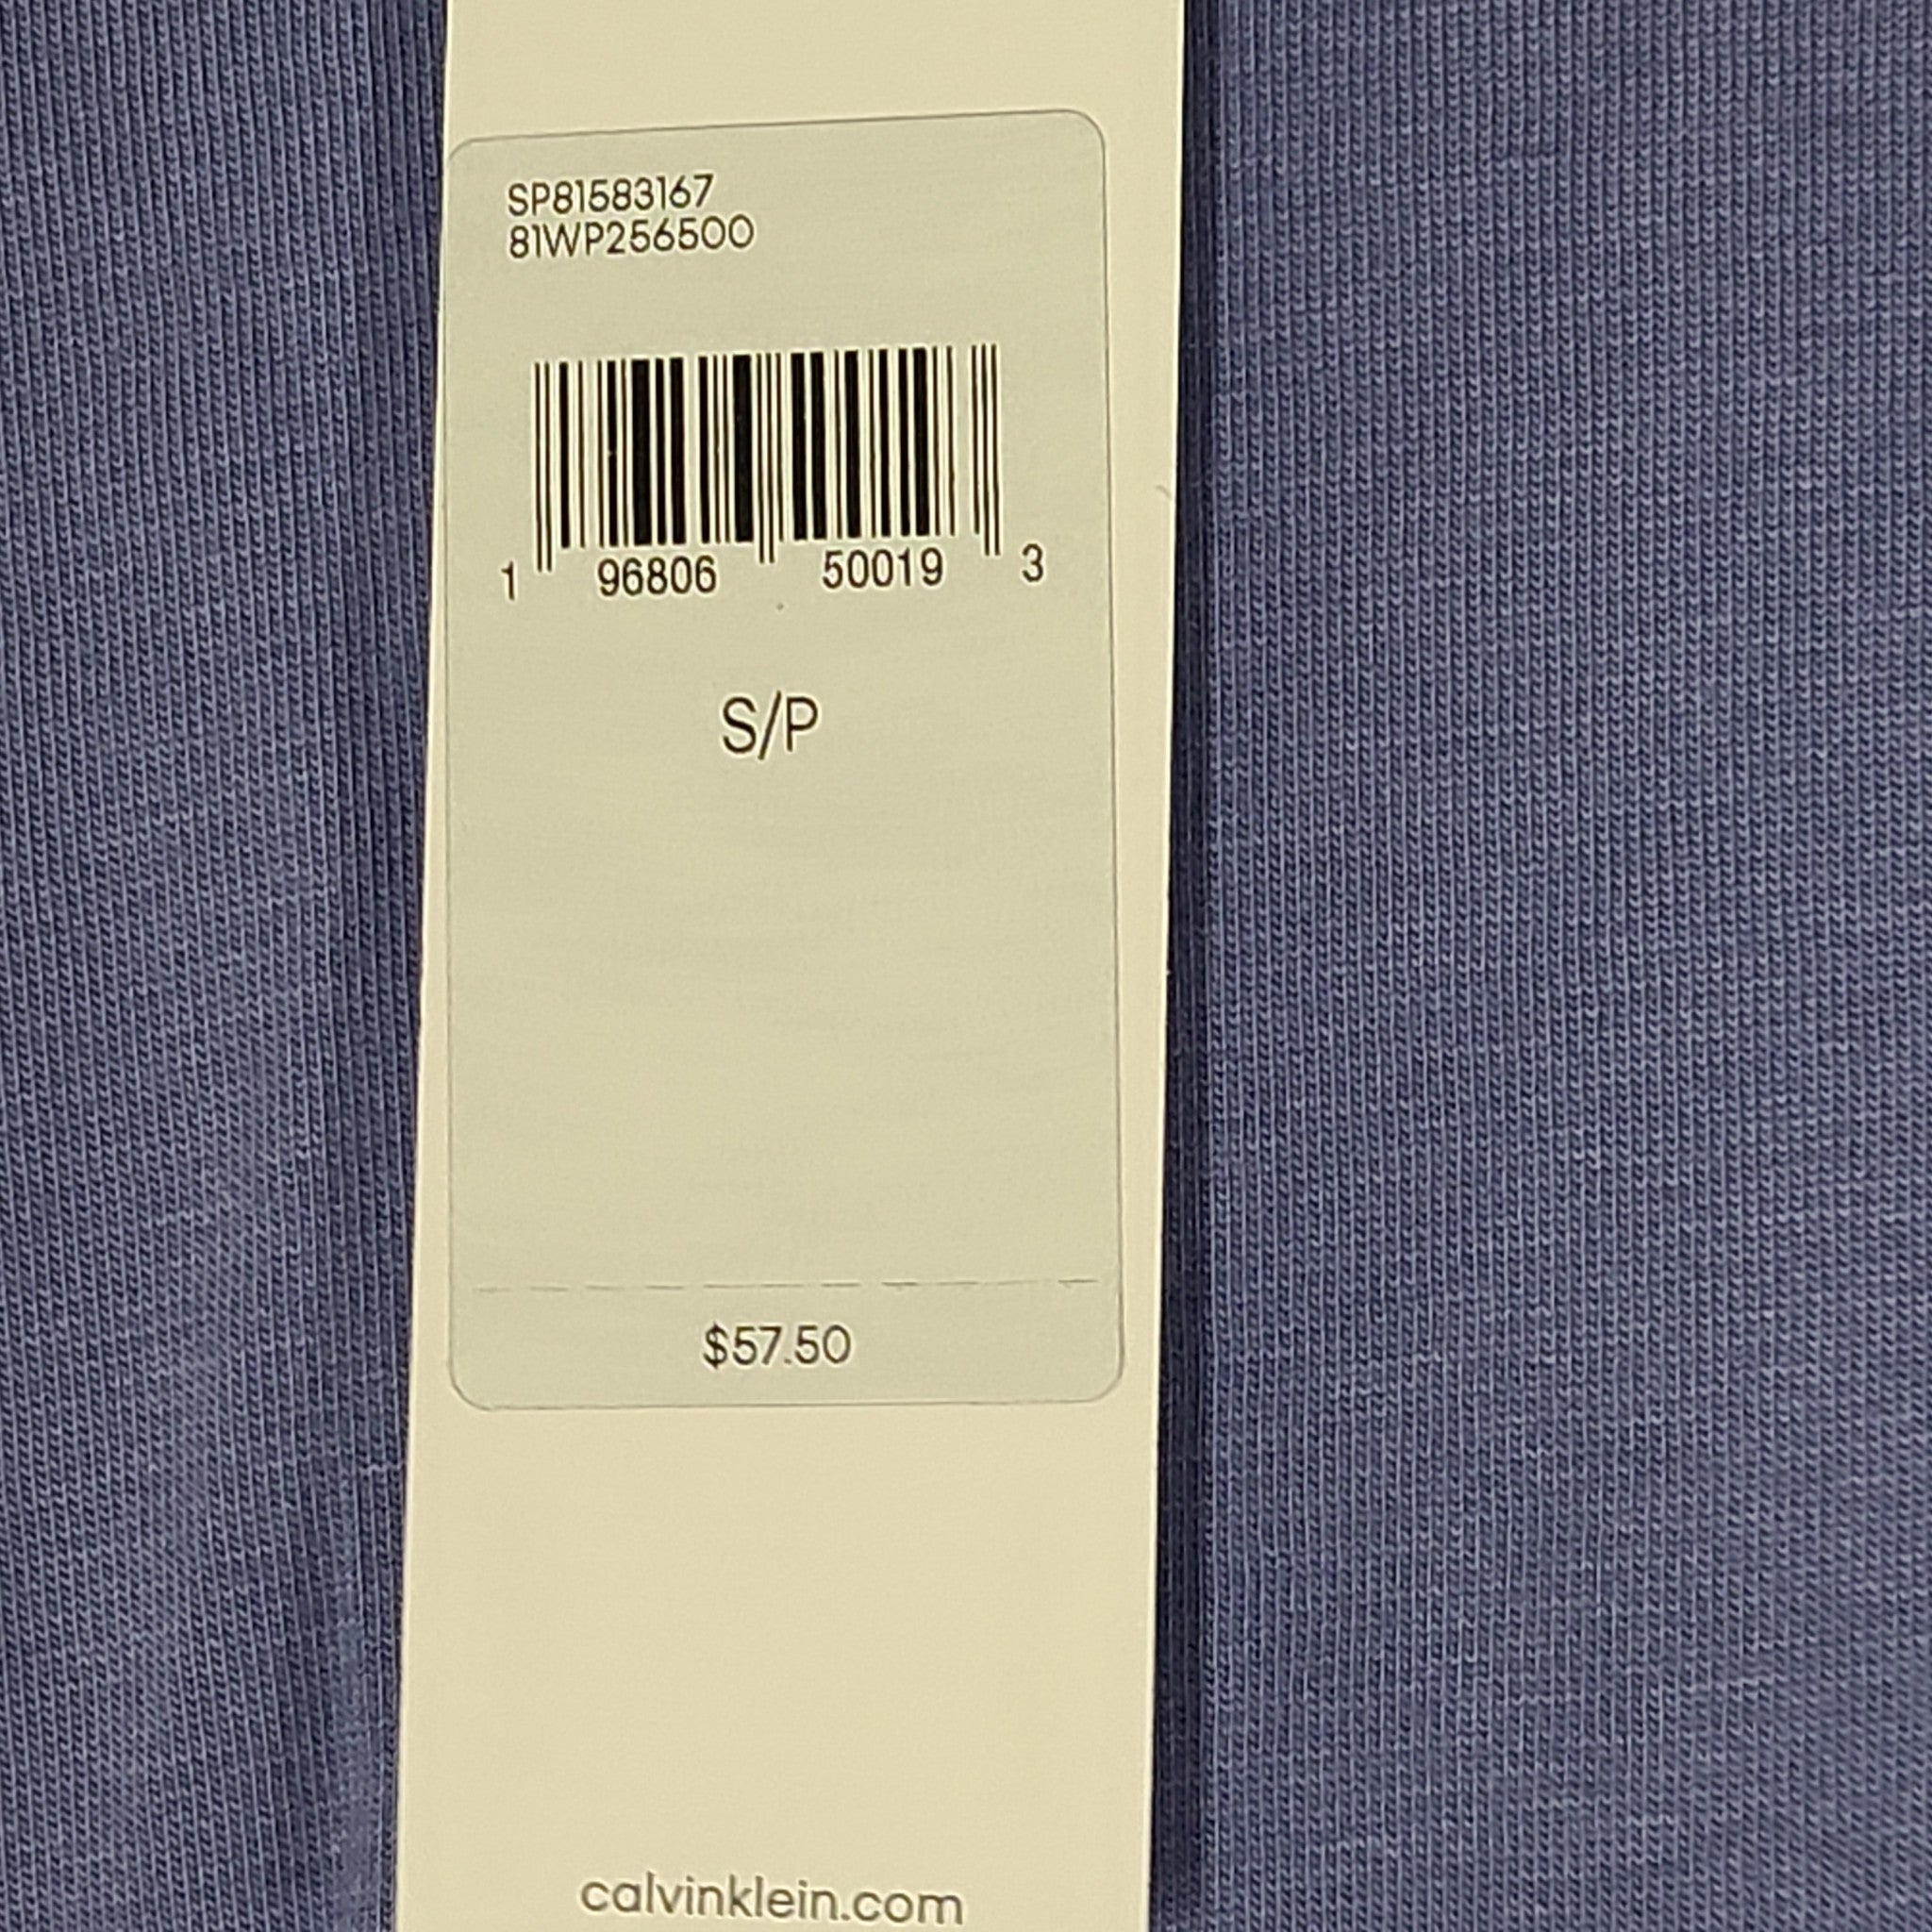 SP81583167
81WP256500
1 96806 50019 3
S/P
$57.50
calvinklein.com